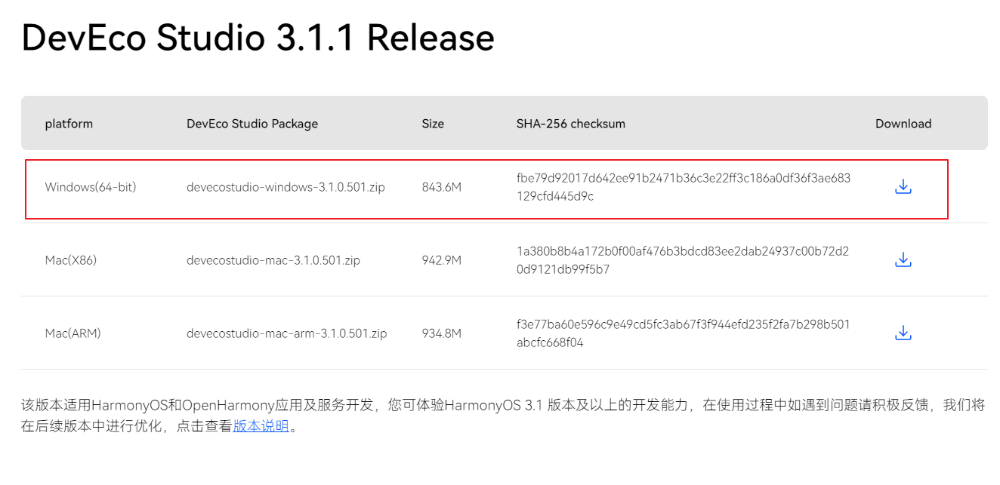 DevEco Studio 3.1.1 Release
platform DevEco Studio Package Size SHA-256 checksum Download
Windows(64-bit) devecostudio-windows-3.1.0.501.zip 843.6M fbe79d92017d642ee91b2471b36c3e22ff3c186a0df36f3ae683
129cfd445d9c
Mac(X86) devecostudio-mac-3.1.0.501.zip 942.9M 1a380b8b4a172b0f00af476b3bdcd83ee2dab24937c00b72d2
0d9121db99f5b7
Mac(ARM) devecostudio-mac-arm-3.1.0.501.zip 934.8M f3e77ba60e596c9e49cd5fc3ab67f3f944efd235f2fa7b298b501
abcfc668f04
该版本适用HarmonyOS和OpenHarmony应用及服务开发，您可体验HarmonyOS 3.1 版本及以上的开发能力，在使用过程中如遇到问题请积极反馈，我们将
在后续版本中进行优化，点击查看版本说明。